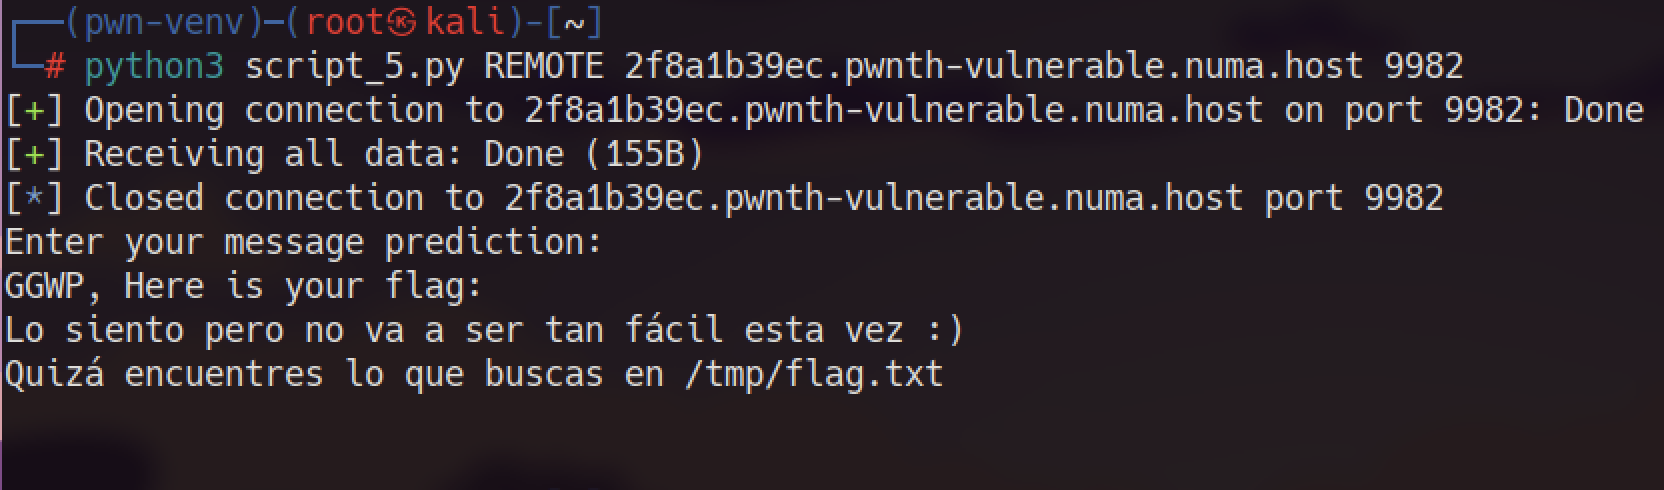 ┌──(pwn-venv)─(root㉿kali)-[~]
└─# python3 script_5.py REMOTE 2f8a1b39ec.pwnth-vulnerable.numa.host 9982
[+] Opening connection to 2f8a1b39ec.pwnth-vulnerable.numa.host on port 9982: Done
[+] Receiving all data: Done (155B)
[*] Closed connection to 2f8a1b39ec.pwnth-vulnerable.numa.host port 9982
Enter your message prediction:
GGWP, Here is your flag:
Lo siento pero no va a ser tan fácil esta vez :)
Quizá encuentres lo que buscas en /tmp/flag.txt